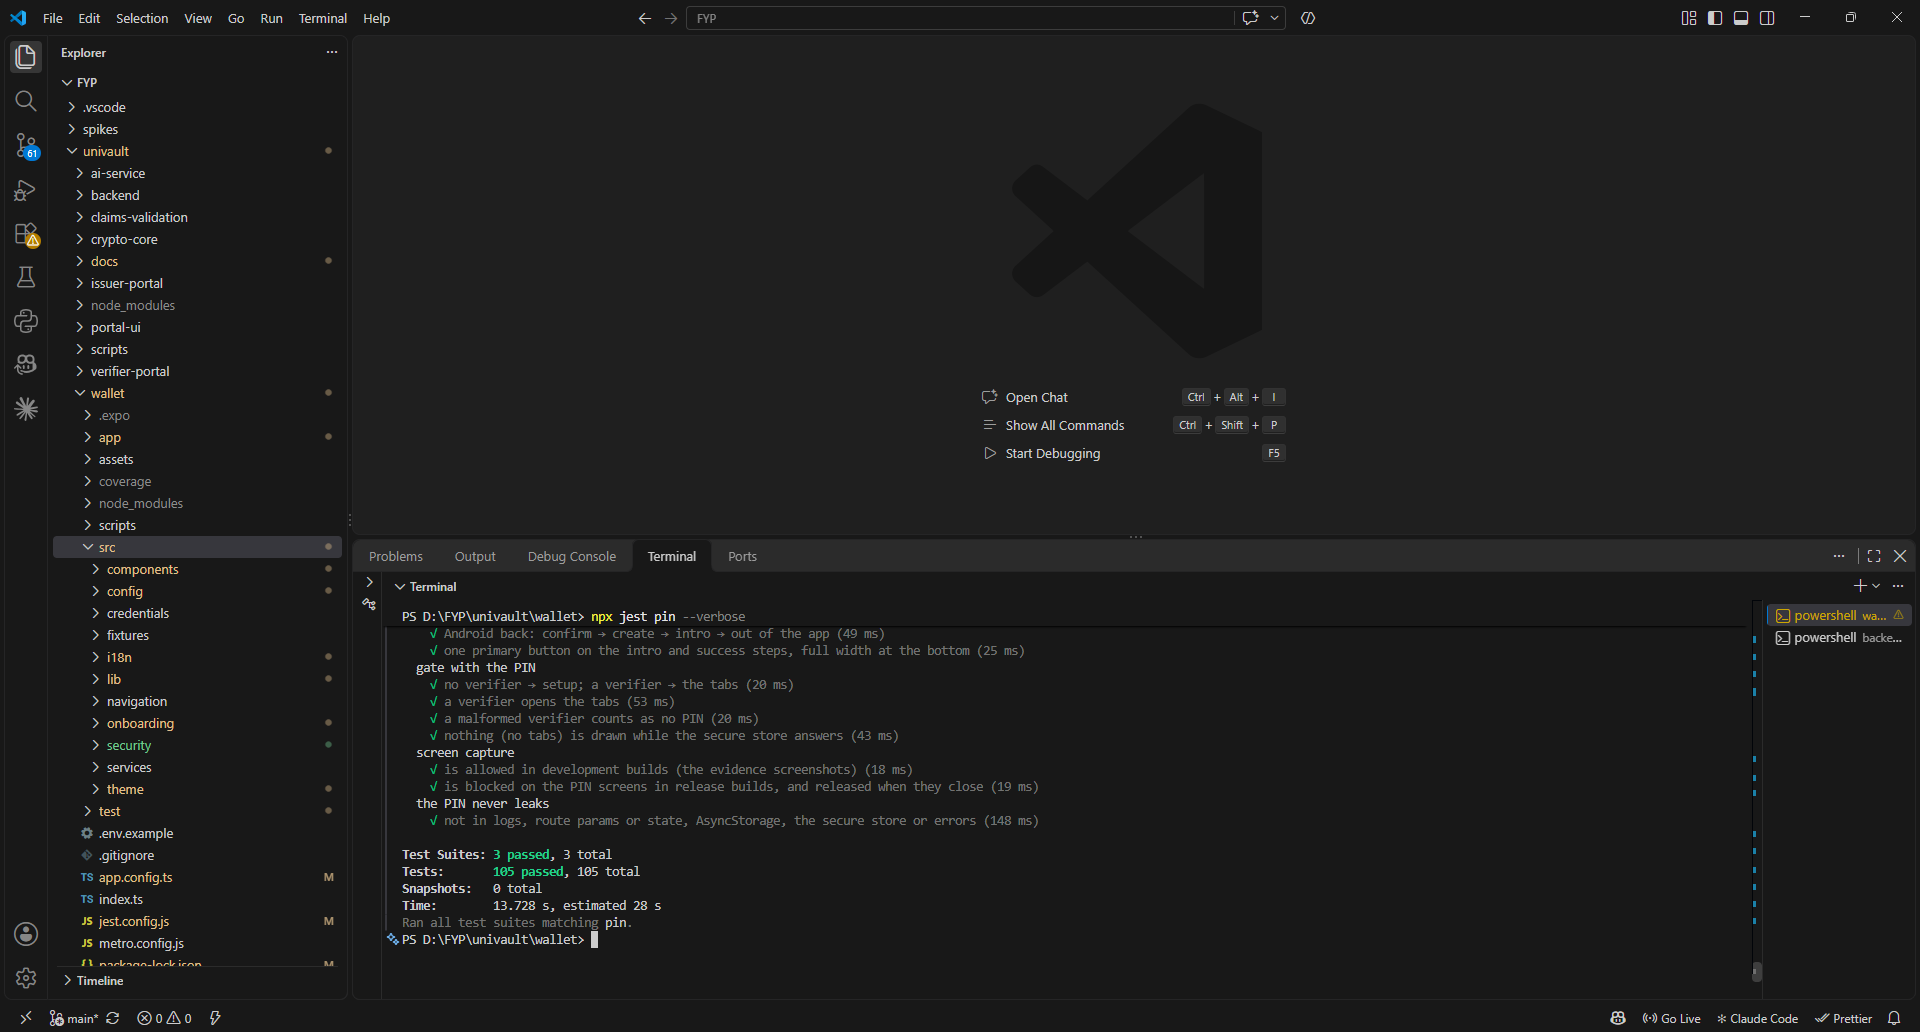 File Edit Selection View Go Run Terminal Help
FYP
Explorer
FYP
.vscode
spikes
61
univault
ai-service
backend
claims-validation
crypto-core
docs
issuer-portal
node_modules
portal-ui
scripts
verifier-portal
wallet
.expo
app
assets
coverage
node_modules
scripts
src
components
config
credentials
fixtures
i18n
lib
navigation
onboarding
security
services
theme
test
.env.example
.gitignore
TS app.config.ts M
TS index.ts
JS jest.config.js M
JS metro.config.js
{} package-lock.json M
Timeline
Open Chat Ctrl + Alt + I
Show All Commands Ctrl + Shift + P
Start Debugging F5
Problems Output Debug Console Terminal Ports
Terminal
PS D:\FYP\univault\wallet> npx jest pin --verbose
√ Android back: confirm → create → intro → out of the app (49 ms)
√ one primary button on the intro and success steps, full width at the bottom (25 ms)
gate with the PIN
√ no verifier → setup; a verifier → the tabs (20 ms)
√ a verifier opens the tabs (53 ms)
√ a malformed verifier counts as no PIN (20 ms)
√ nothing (no tabs) is drawn while the secure store answers (43 ms)
screen capture
√ is allowed in development builds (the evidence screenshots) (18 ms)
√ is blocked on the PIN screens in release builds, and released when they close (19 ms)
the PIN never leaks
√ not in logs, route params or state, AsyncStorage, the secure store or errors (148 ms)
Test Suites: 3 passed, 3 total
Tests: 105 passed, 105 total
Snapshots: 0 total
Time: 13.728 s, estimated 28 s
Ran all test suites matching pin.
PS D:\FYP\univault\wallet>
powershell wa...
powershell backe...
main* 0 0
Go Live Claude Code Prettier